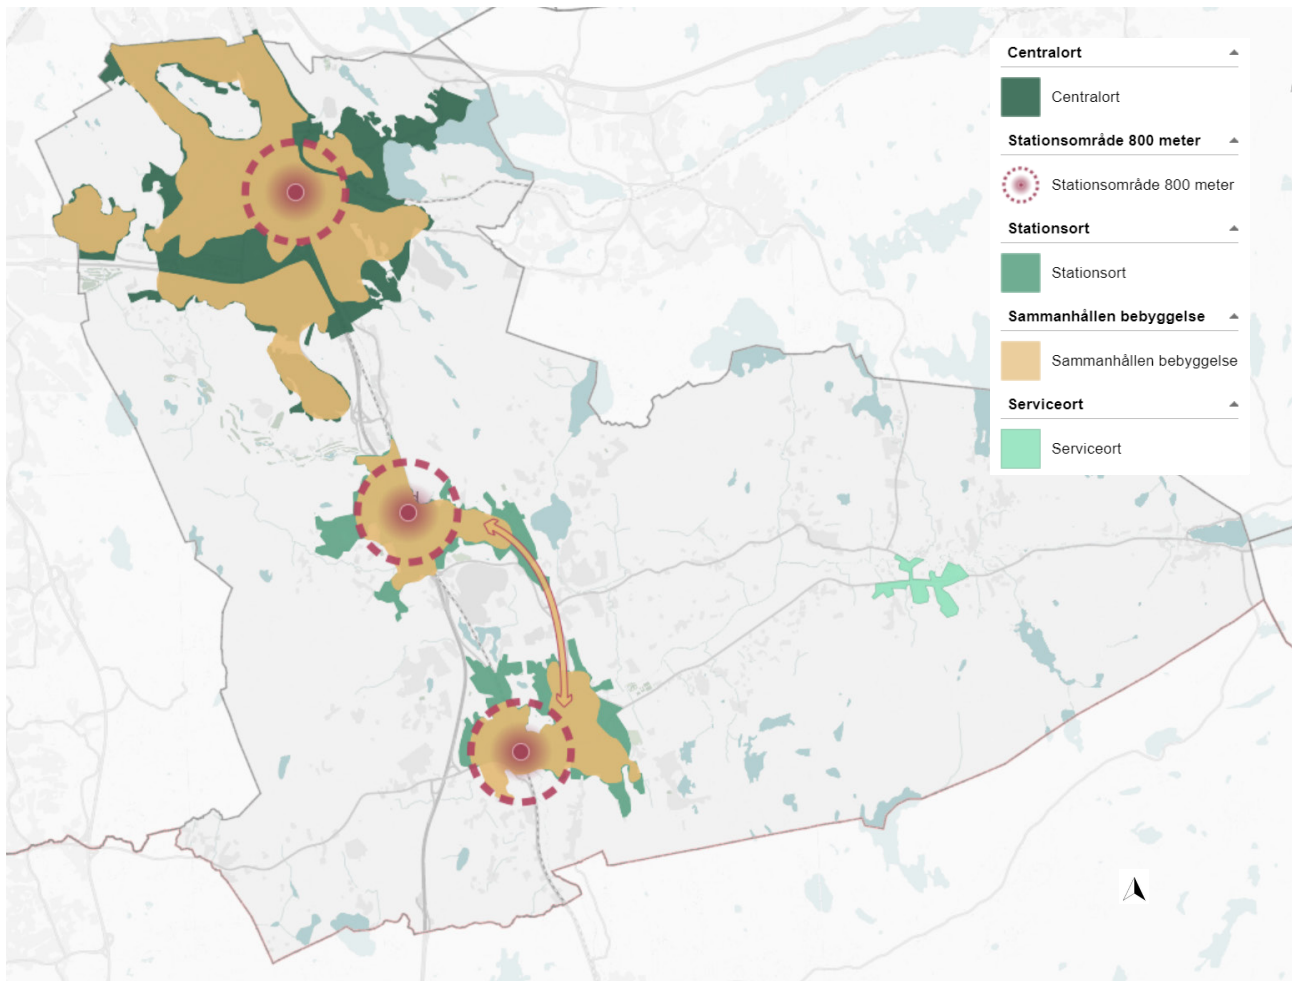 Centralort
Centralort
Stationsområde 800 meter
Stationsområde 800 meter
Stationsort
Stationsort
Sammanhållen bebyggelse
Sammanhållen bebyggelse
Serviceort
Serviceort